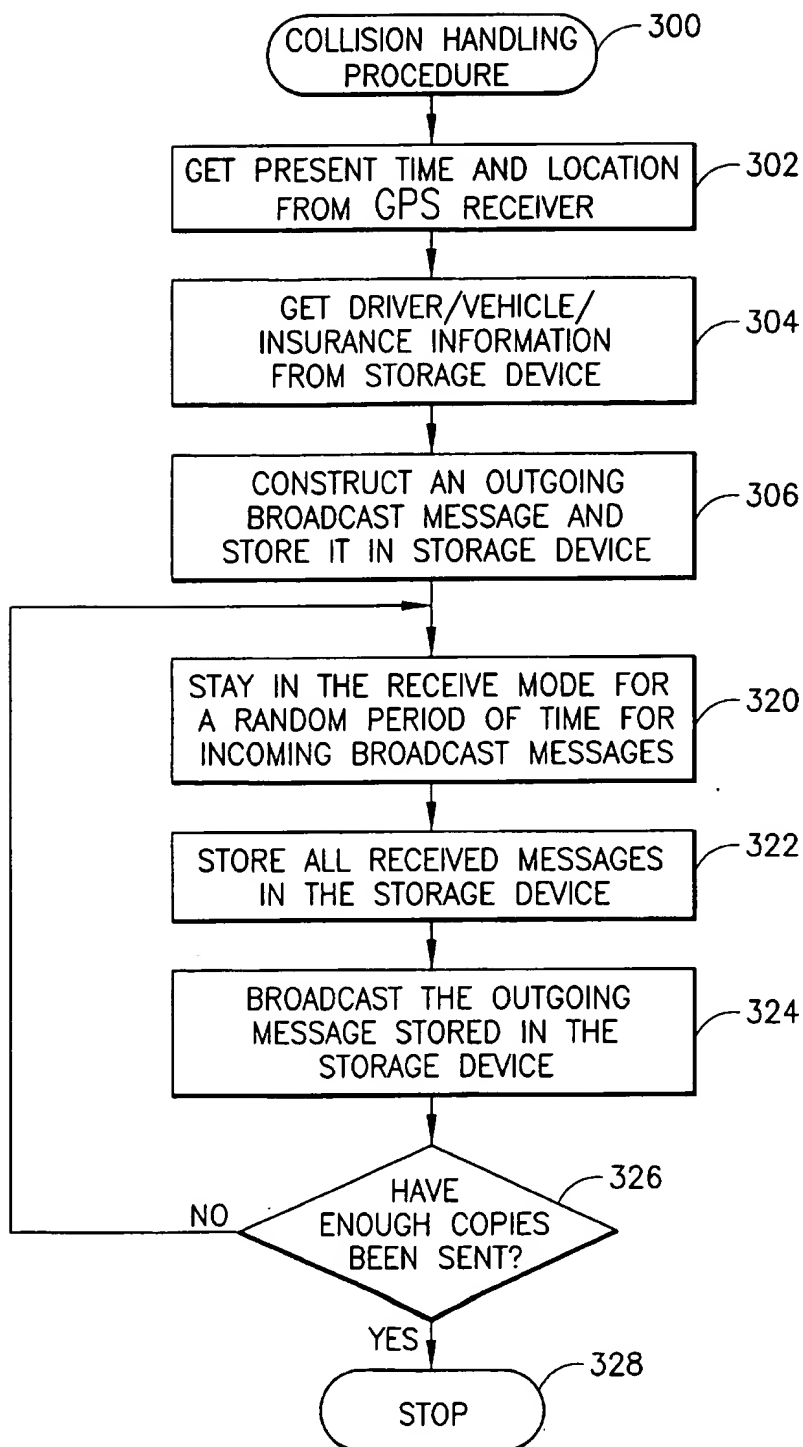 COLLISION HANDLING
PROCEDURE
300
GET PRESENT TIME AND LOCATION
FROM GPS RECEIVER
302
GET DRIVER/VEHICLE/
INSURANCE INFORMATION
FROM STORAGE DEVICE
304
CONSTRUCT AN OUTGOING
BROADCAST MESSAGE AND
STORE IT IN STORAGE DEVICE
306
STAY IN THE RECEIVE MODE FOR
A RANDOM PERIOD OF TIME FOR
INCOMING BROADCAST MESSAGES
320
STORE ALL RECEIVED MESSAGES
IN THE STORAGE DEVICE
322
BROADCAST THE OUTGOING
MESSAGE STORED IN THE
STORAGE DEVICE
324
HAVE
ENOUGH COPIES
BEEN SENT?
326
NO
YES
STOP
328